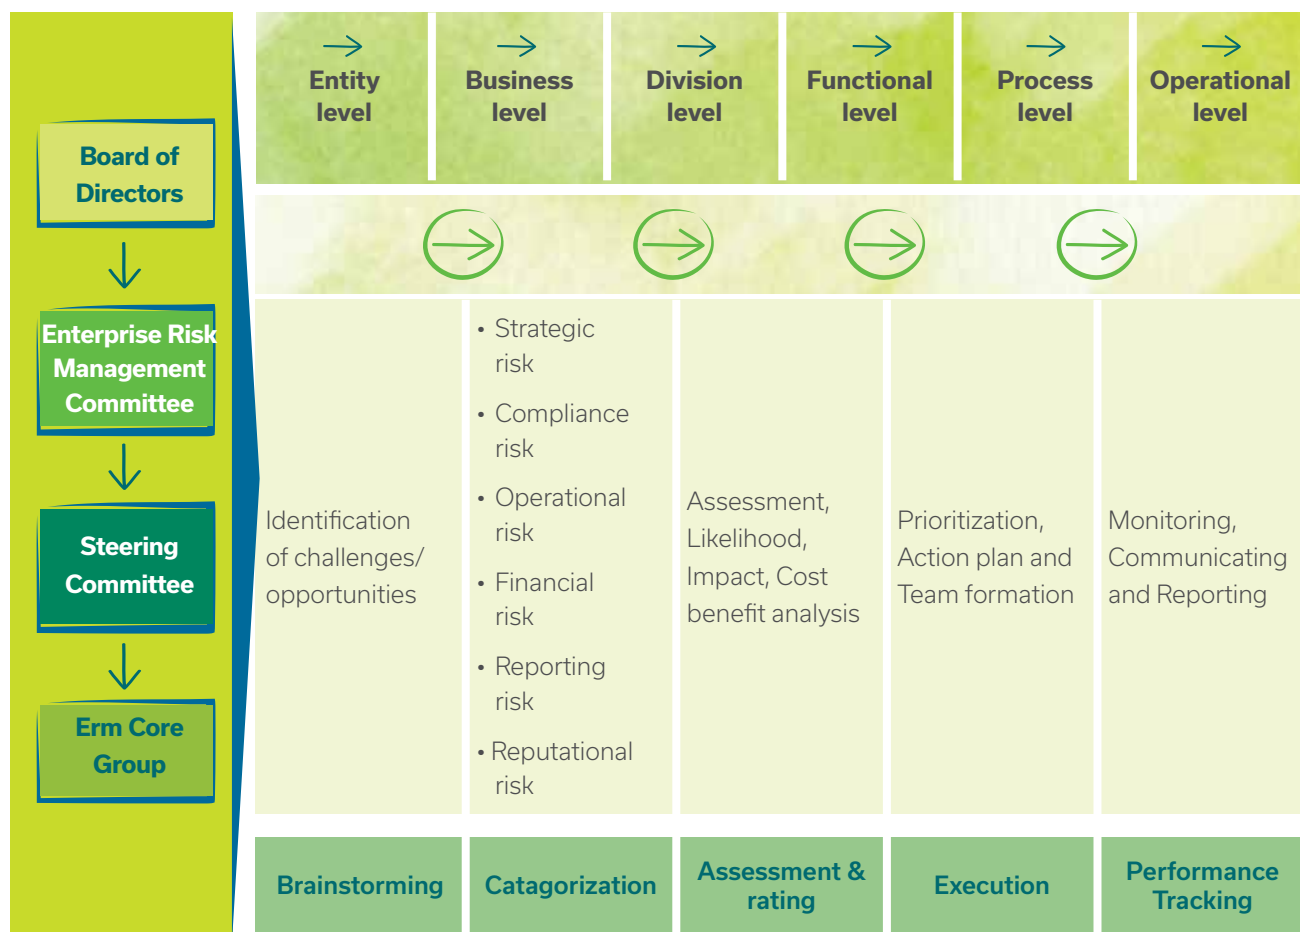 Board of
Directors
Enterprise Risk
Management
Committee
Steering
Committee
Erm Core
Group
Entity
level
Business
level
Division
level
Functional
level
Process
level
Operational
level
Identification
of challenges/
opportunities
• Strategic
risk
• Compliance
risk
• Operational
risk
• Financial
risk
• Reporting
risk
• Reputational
risk
Assessment,
Likelihood,
Impact, Cost
benefit analysis
Prioritization,
Action plan and
Team formation
Monitoring,
Communicating
and Reporting
Brainstorming
Catagorization
Assessment &
rating
Execution
Performance
Tracking